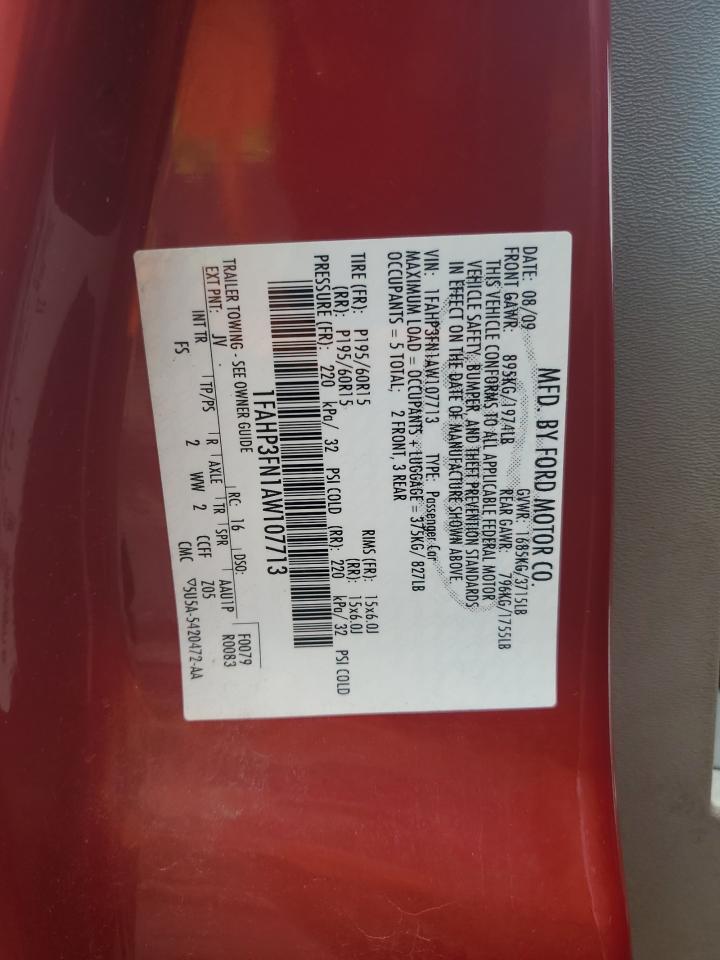 MFD. BY FORD MOTOR CO.
DATE: 08/09 GVWR: 1685KG/3715LB
FRONT GAWR: 895KG/1974LB REAR GAWR: 796KG/1755LB
THIS VEHICLE CONFORMS TO ALL APPLICABLE FEDERAL MOTOR
VEHICLE SAFETY, BUMPER, AND THEFT PREVENTION STANDARDS
IN EFFECT ON THE DATE OF MANUFACTURE SHOWN ABOVE.
VIN: 1FAHP3FN1AW107713 TYPE: Passenger Car
MAXIMUM LOAD = OCCUPANTS + LUGGAGE = 375KG/ 827LB
OCCUPANTS = 5 TOTAL; 2 FRONT, 3 REAR
TIRE (FR): P195/60R15 RIMS (FR): 15x6.0J
(RR): P195/60R15 (RR): 15x6.0J
PRESSURE (FR): 220 kPa/ 32 PSI COLD (RR): 220 kPa/ 32 PSI COLD
1FAHP3FN1AW107713
TRAILER TOWING - SEE OWNER GUIDE F0079
EXT PNT: JV RC: 16 DSO: R0083
INT TR TP/PS R AXLE TR SPR AAU1P
FS 2 WW 2 CCFF Z05
CMC ▽5U5A-5420472-AA